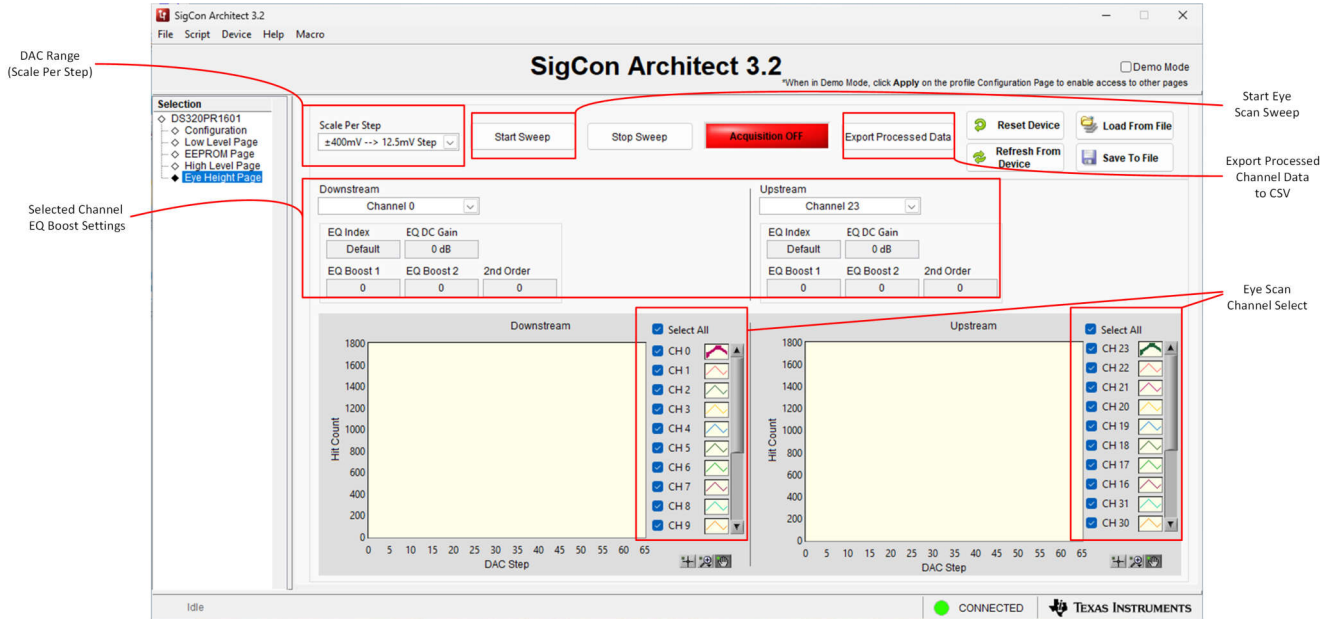 SigCon Architect 3.2
File Script Device Help Macro
SigCon Architect 3.2
Demo Mode
*When in Demo Mode, click Apply on the profile Configuration Page to enable access to other pages
DAC Range
(Scale Per Step)
Selected Channel
EQ Boost Settings
Start Eye
Scan Sweep
Export Processed
Channel Data
to CSV
Eye Scan
Channel Select
Selection
DS320PR1601
Configuration
Low Level Page
EEPROM Page
High Level Page
Eye Height Page
Scale Per Step
±400mV --> 12.5mV Step
Start Sweep
Stop Sweep
Acquisition OFF
Export Processed Data
Reset Device
Load From File
Refresh From
Device
Save To File
Downstream
Channel 0
EQ Index EQ DC Gain
Default 0 dB
EQ Boost 1 EQ Boost 2 2nd Order
0 0 0
Upstream
Channel 23
EQ Index EQ DC Gain
Default 0 dB
EQ Boost 1 EQ Boost 2 2nd Order
0 0 0
Downstream
Hit Count
1800
1600
1400
1200
1000
800
600
400
200
0
0 5 10 15 20 25 30 35 40 45 50 55 60 65
DAC Step
Select All
CH 0
CH 1
CH 2
CH 3
CH 4
CH 5
CH 6
CH 7
CH 8
CH 9
Upstream
Hit Count
1800
1600
1400
1200
1000
800
600
400
200
0
0 5 10 15 20 25 30 35 40 45 50 55 60 65
DAC Step
Select All
CH 23
CH 22
CH 21
CH 20
CH 19
CH 18
CH 17
CH 16
CH 31
CH 30
Idle
CONNECTED
TEXAS INSTRUMENTS